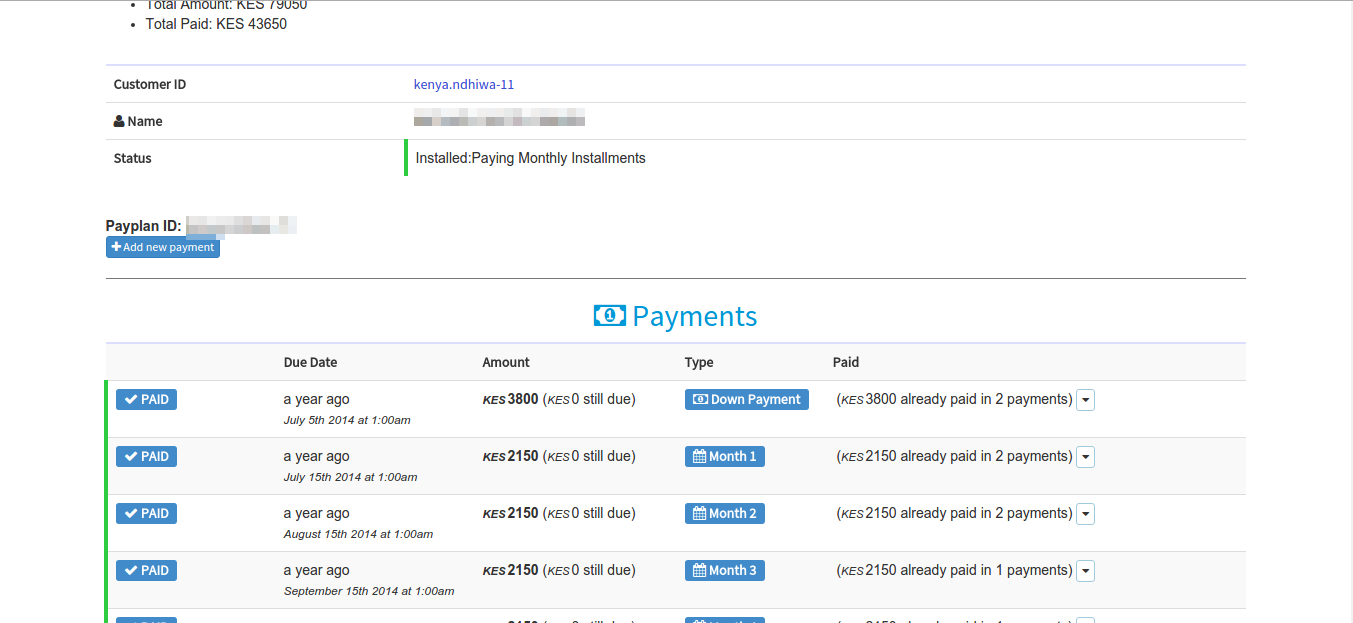 Total Amount: KES 79050
Total Paid: KES 43650
Customer ID kenya.ndhiwa-11
Name
Status Installed:Paying Monthly Installments
Payplan ID:
Add new payment
Payments
Due Date Amount Type Paid
PAID a year ago KES 3800 (KES 0 still due) Down Payment (KES 3800 already paid in 2 payments)
July 5th 2014 at 1:00am
PAID a year ago KES 2150 (KES 0 still due) Month 1 (KES 2150 already paid in 2 payments)
July 15th 2014 at 1:00am
PAID a year ago KES 2150 (KES 0 still due) Month 2 (KES 2150 already paid in 2 payments)
August 15th 2014 at 1:00am
PAID a year ago KES 2150 (KES 0 still due) Month 3 (KES 2150 already paid in 1 payments)
September 15th 2014 at 1:00am